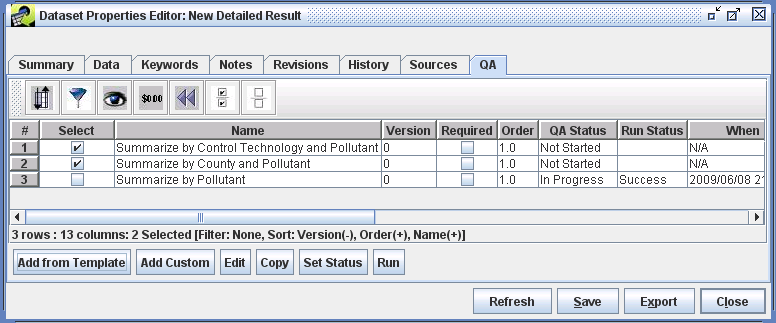 Dataset Properties Editor: New Detailed Result
Summary Data Keywords Notes Revisions History Sources QA
$0.00
# Select Name Version Required Order QA Status Run Status When
1 Summarize by Control Technology and Pollutant 0 1.0 Not Started N/A
2 Summarize by County and Pollutant 0 1.0 Not Started N/A
3 Summarize by Pollutant 0 1.0 In Progress Success 2009/06/08 21
3 rows : 13 columns: 2 Selected [Filter: None, Sort: Version(-), Order(+), Name(+)]
Add from Template Add Custom Edit Copy Set Status Run
Refresh Save Export Close